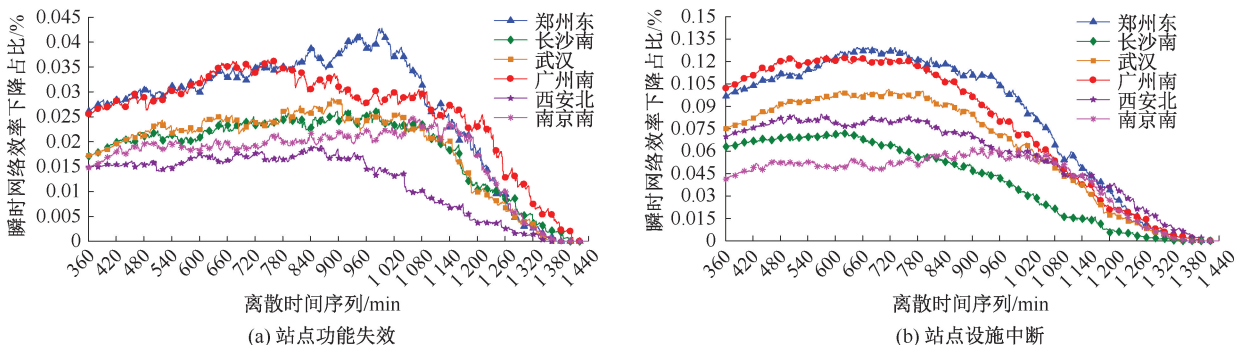 瞬时网络效率下降占比/%
0.045
0.04
0.035
0.03
0.025
0.02
0.015
0.01
0.005
0
360 420 480 540 600 660 720 780 840 900 960 1 020 1 080 1 140 1 200 1 260 1 320 1 380 1 440
离散时间序列/min
郑州东
长沙南
武汉
广州南
西安北
南京南
(a) 站点功能失效
瞬时网络效率下降占比/%
0.15
0.135
0.12
0.105
0.09
0.075
0.06
0.045
0.03
0.015
0
360 420 480 540 600 660 720 780 840 900 960 1 020 1 080 1 140 1 200 1 260 1 320 1 380 1 440
离散时间序列/min
郑州东
长沙南
武汉
广州南
西安北
南京南
(b) 站点设施中断